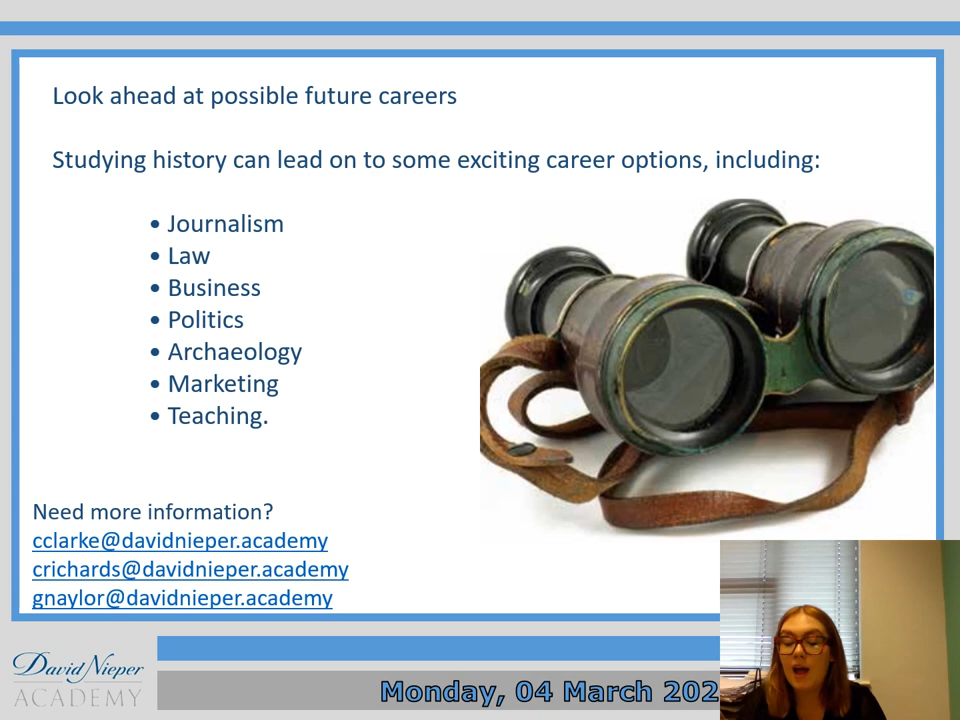 Look ahead at possible future careers
Studying history can lead on to some exciting career options, including:
• Journalism
• Law
• Business
• Politics
• Archaeology
• Marketing
• Teaching.
Need more information?
cclarke@davidnieper.academy
crichards@davidnieper.academy
gnaylor@davidnieper.academy
David Nieper
ACADEMY
Monday, 04 March 202